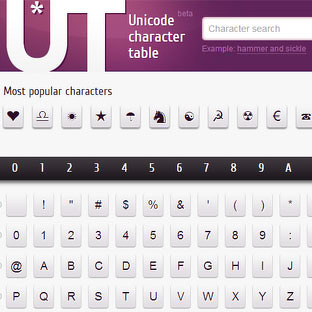 UT
*
Unicode beta
character
table
Character search
Example: hammer and sickle
Most popular characters
❤ ♎ ☀ ★ ☂ ♞ ☯ ☭ ☢ € ☎
0 1 2 3 4 5 6 7 8 9 A
! " # $ % & ' ( ) *
0 1 2 3 4 5 6 7 8 9 :
@ A B C D E F G H I J
P Q R S T U V W X Y Z